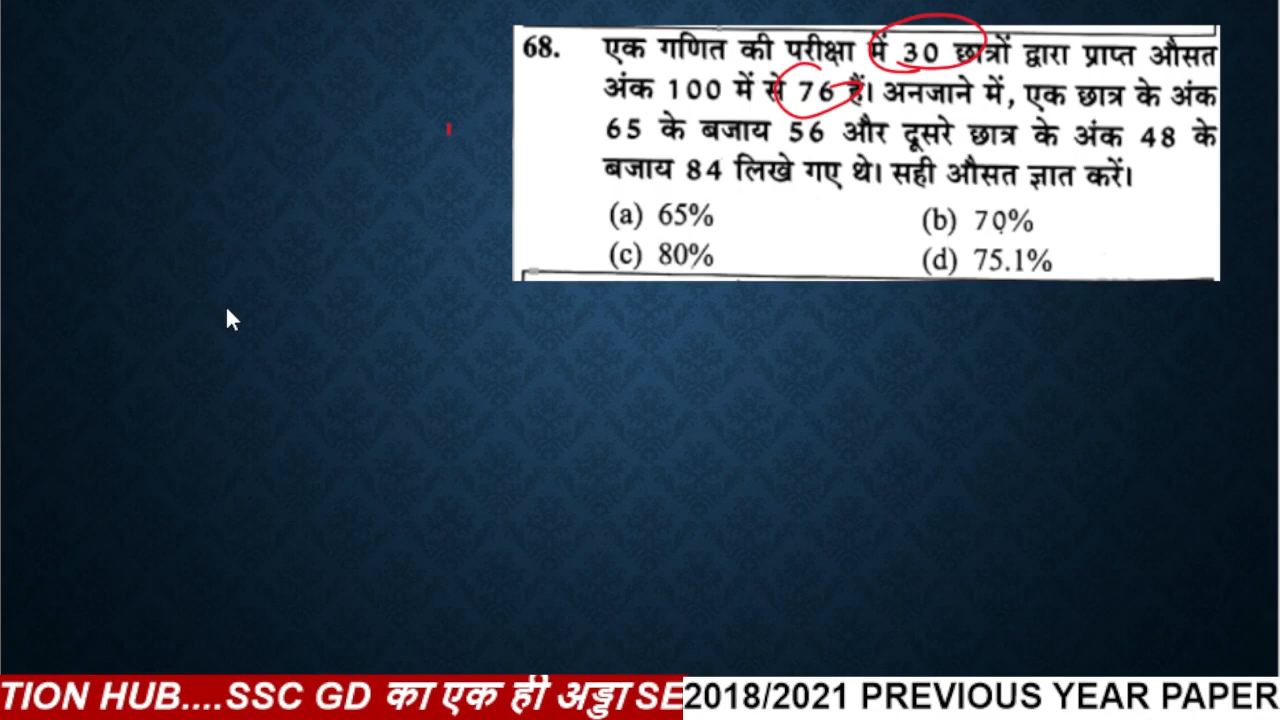 68. एक गणित की परीक्षा में 30 छात्रों द्वारा प्राप्त औसत
अंक 100 में से 76 हैं। अनजाने में, एक छात्र के अंक
65 के बजाय 56 और दूसरे छात्र के अंक 48 के
बजाय 84 लिखे गए थे। सही औसत ज्ञात करें।
(a) 65% (b) 70%
(c) 80% (d) 75.1%
TION HUB....SSC GD का एक ही अड्डा SE 2018/2021 PREVIOUS YEAR PAPER